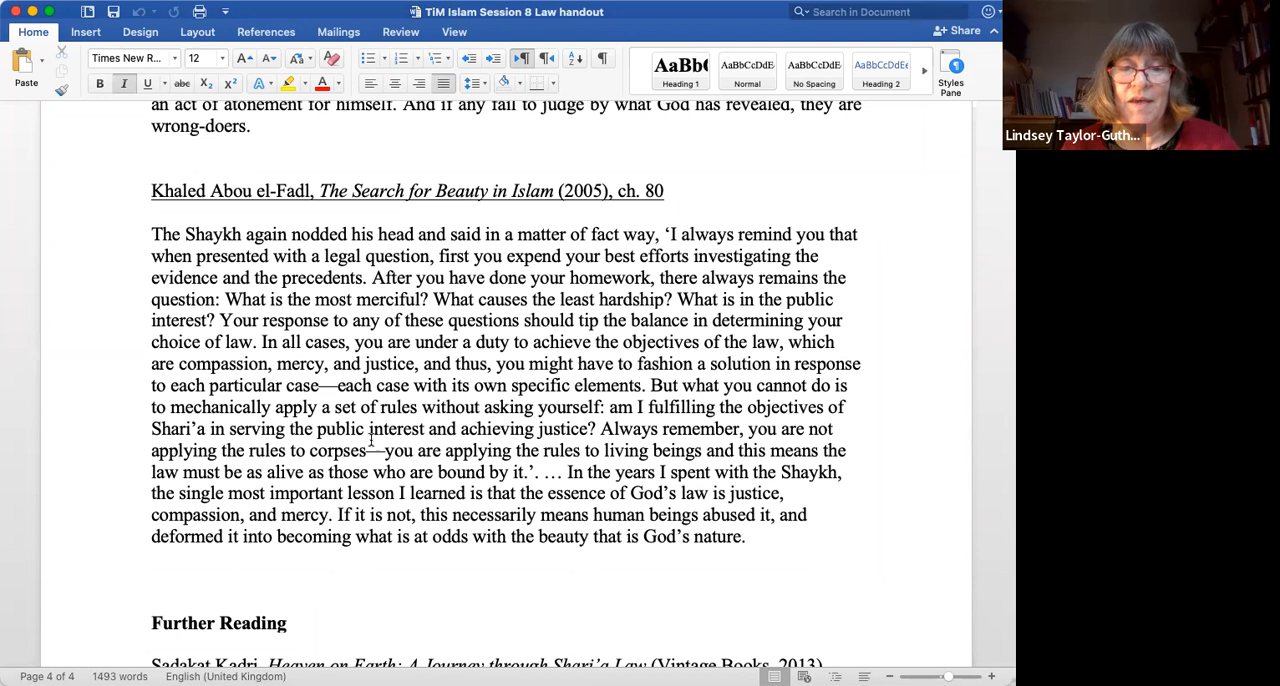 TiM Islam Session 8 Law handout
Search in Document
Home Insert Design Layout References Mailings Review View
Share
Paste
Times New R... 12
AaBbC AaBbCcDdE AaBbCcDdE AaBbCcDdEe
Heading 1 Normal No Spacing Heading 2
Styles
Pane
Lindsey Taylor-Guth...
an act of atonement for himself. And if any fail to judge by what God has revealed, they are
wrong-doers.
Khaled Abou el-Fadl, The Search for Beauty in Islam (2005), ch. 80
The Shaykh again nodded his head and said in a matter of fact way, ‘I always remind you that
when presented with a legal question, first you expend your best efforts investigating the
evidence and the precedents. After you have done your homework, there always remains the
question: What is the most merciful? What causes the least hardship? What is in the public
interest? Your response to any of these questions should tip the balance in determining your
choice of law. In all cases, you are under a duty to achieve the objectives of the law, which
are compassion, mercy, and justice, and thus, you might have to fashion a solution in response
to each particular case—each case with its own specific elements. But what you cannot do is
to mechanically apply a set of rules without asking yourself: am I fulfilling the objectives of
Shari’a in serving the public interest and achieving justice? Always remember, you are not
applying the rules to corpses—you are applying the rules to living beings and this means the
law must be as alive as those who are bound by it.’. … In the years I spent with the Shaykh,
the single most important lesson I learned is that the essence of God’s law is justice,
compassion, and mercy. If it is not, this necessarily means human beings abused it, and
deformed it into becoming what is at odds with the beauty that is God’s nature.
Further Reading
Sadakat Kadri, Heaven on Earth: A Journey through Shari’a Law (Vintage Books, 2013)
Page 4 of 4 1493 words English (United Kingdom)